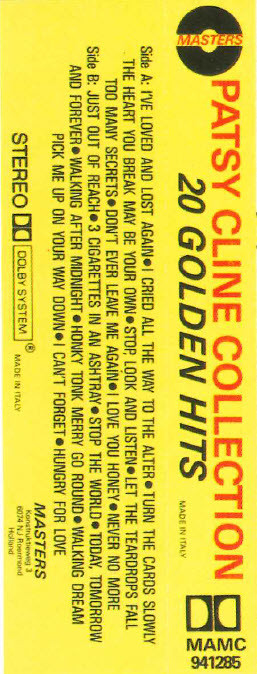 MASTERS
PATSY CLINE COLLECTION
20 GOLDEN HITS
MADE IN ITALY
MAMC
941285
Side A: I'VE LOVED AND LOST AGAIN • I CRIED ALL THE WAY TO THE ALTER • TURN THE CARDS SLOWLY
THE HEART YOU BREAK MAY BE YOUR OWN • STOP, LOOK AND LISTEN • LET THE TEARDROPS FALL
TOO MANY SECRETS • DON'T EVER LEAVE ME AGAIN • I LOVE YOU HONEY • NEVER NO MORE
Side B: JUST OUT OF REACH • 3 CIGARETTES IN AN ASHTRAY • STOP THE WORLD • TODAY, TOMORROW
AND FOREVER • WALKING AFTER MIDNIGHT • HONKY TONK MERRY GO ROUND • WALKING DREAM
PICK ME UP ON YOUR WAY DOWN • I CAN'T FORGET • HUNGRY FOR LOVE
STEREO DOLBY SYSTEM ®
MADE IN ITALY
MASTERS
Konstruktieweg 3
6074 NJ Roermond
Holland